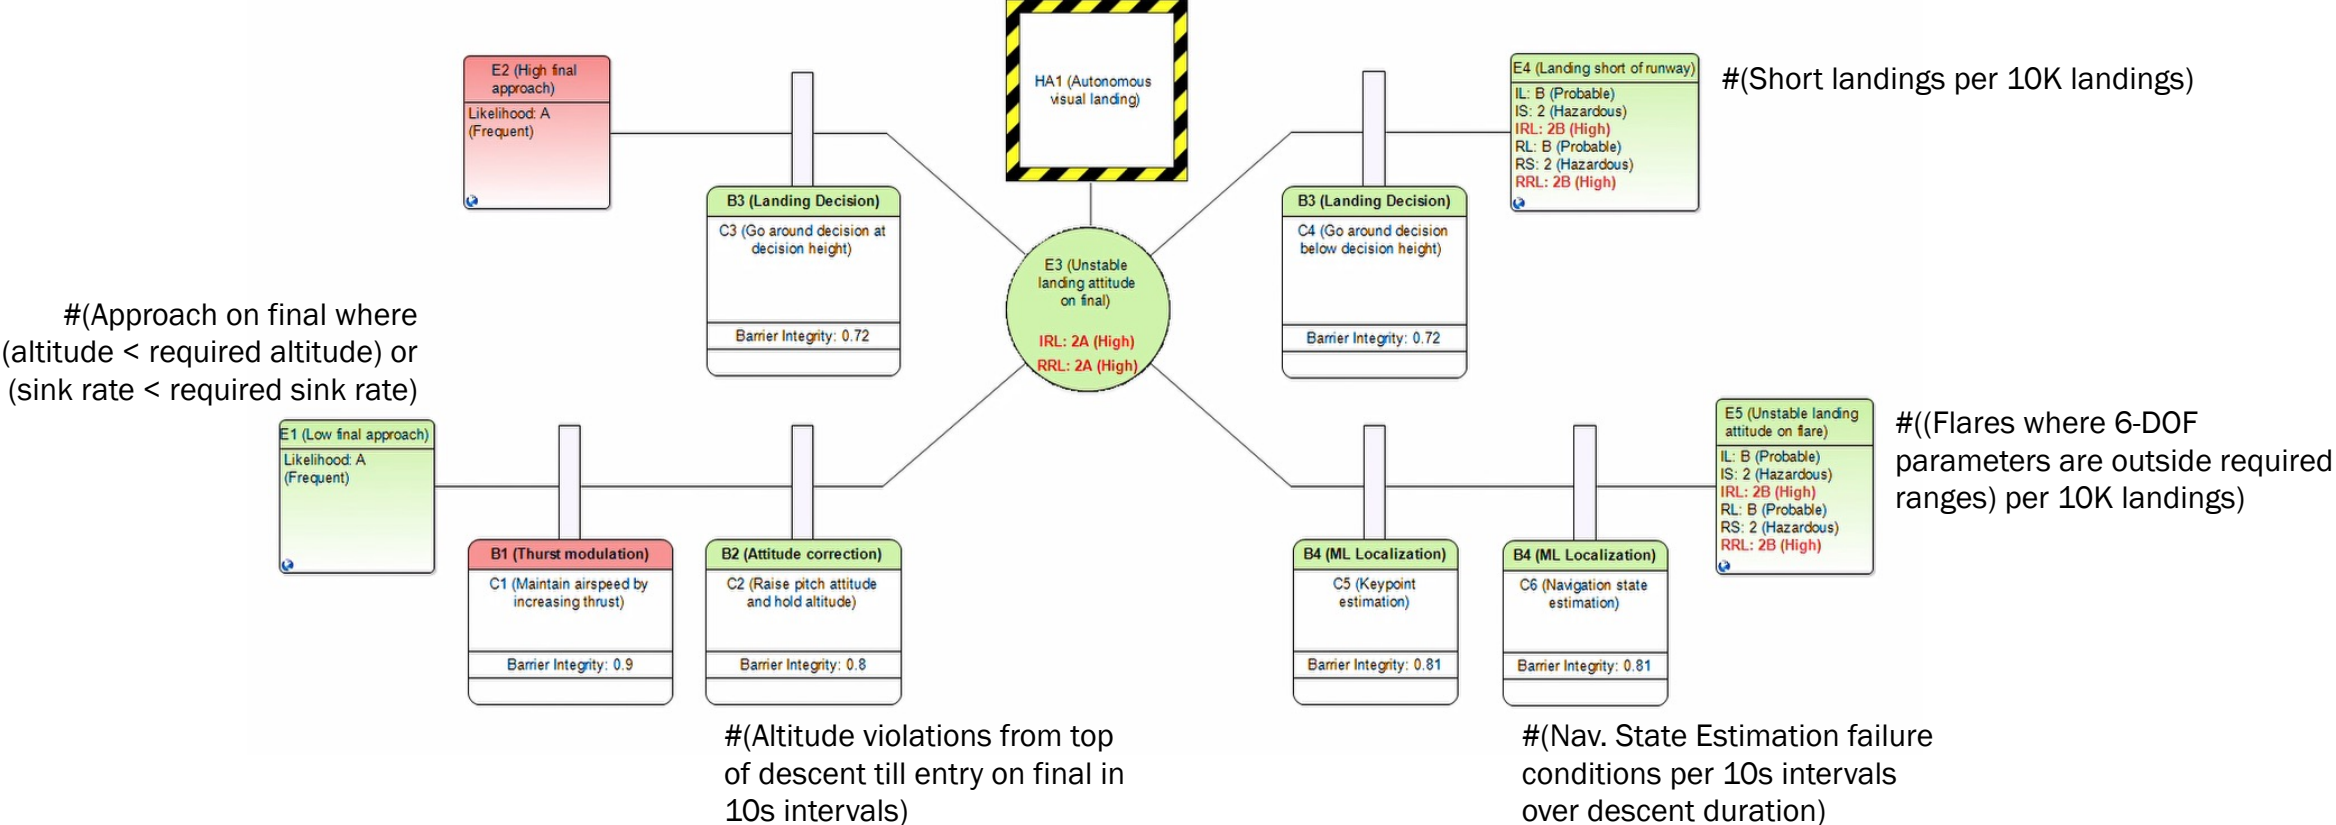 HA1 (Autonomous
visual landing)
E2 (High final
approach)
Likelihood: A
(Frequent)
B3 (Landing Decision)
C3 (Go around decision at
decision height)
Barrier Integrity: 0.72
E3 (Unstable
landing attitude
on final)
IRL: 2A (High)
RRL: 2A (High)
B3 (Landing Decision)
C4 (Go around decision
below decision height)
Barrier Integrity: 0.72
E4 (Landing short of runway)
IL: B (Probable)
IS: 2 (Hazardous)
IRL: 2B (High)
RL: B (Probable)
RS: 2 (Hazardous)
RRL: 2B (High)
#(Short landings per 10K landings)
#(Approach on final where
(altitude < required altitude) or
(sink rate < required sink rate)
E1 (Low final approach)
Likelihood: A
(Frequent)
B1 (Thurst modulation)
C1 (Maintain airspeed by
increasing thrust)
Barrier Integrity: 0.9
B2 (Attitude correction)
C2 (Raise pitch attitude
and hold altitude)
Barrier Integrity: 0.8
#(Altitude violations from top
of descent till entry on final in
10s intervals)
B4 (ML Localization)
C5 (Keypoint
estimation)
Barrier Integrity: 0.81
B4 (ML Localization)
C6 (Navigation state
estimation)
Barrier Integrity: 0.81
#(Nav. State Estimation failure
conditions per 10s intervals
over descent duration)
E5 (Unstable landing
attitude on flare)
IL: B (Probable)
IS: 2 (Hazardous)
IRL: 2B (High)
RL: B (Probable)
RS: 2 (Hazardous)
RRL: 2B (High)
#((Flares where 6-DOF
parameters are outside required
ranges) per 10K landings)